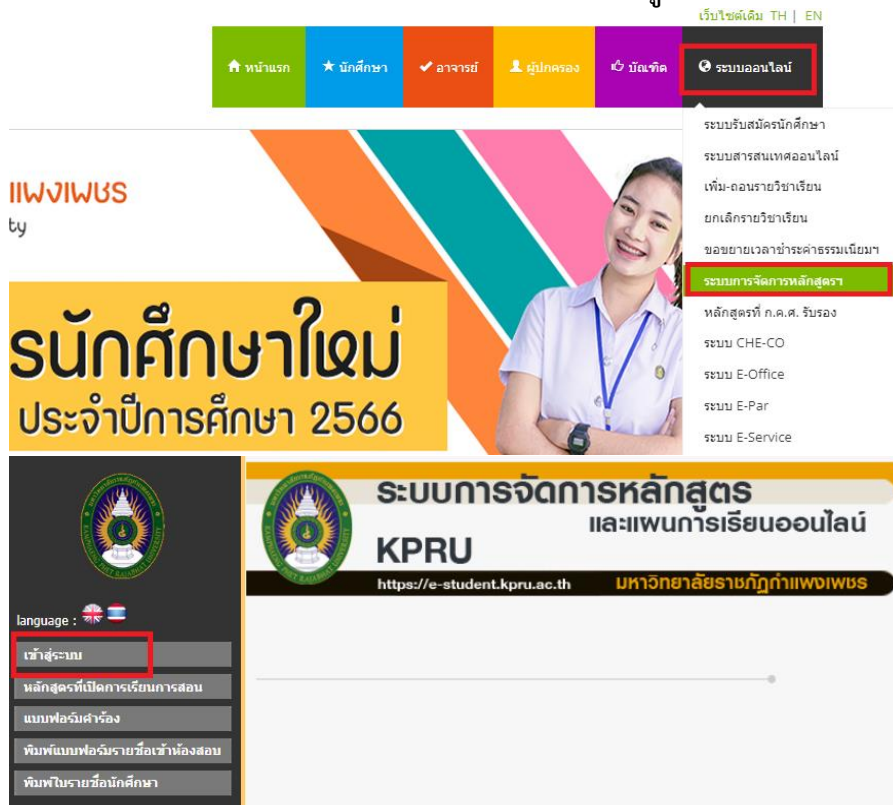 เว็บไซต์เดิม TH | EN
หน้าแรก
นักศึกษา
อาจารย์
ผู้ปกครอง
บัณฑิต
ระบบออนไลน์
ระบบรับสมัครนักศึกษา
ระบบสารสนเทศออนไลน์
เพิ่ม-ถอนรายวิชาเรียน
ยกเลิกรายวิชาเรียน
ขอขยายเวลาชำระค่าธรรมเนียมฯ
ระบบการจัดการหลักสูตรฯ
หลักสูตรที่ ก.ค.ศ. รับรอง
ระบบ CHE-CO
ระบบ E-Office
ระบบ E-Par
ระบบ E-Service
แพงเพชร
ty
รนักศึกษาใหม่
ประจำปีการศึกษา 2566
language :
เข้าสู่ระบบ
หลักสูตรที่เปิดการเรียนการสอน
แบบฟอร์มคำร้อง
พิมพ์แบบฟอร์มรายชื่อเข้าห้องสอบ
พิมพ์ใบรายชื่อนักศึกษา
ระบบการจัดการหลักสูตร
และแผนการเรียนออนไลน์
KPRU
https://e-student.kpru.ac.th มหาวิทยาลัยราชภัฏกำแพงเพชร